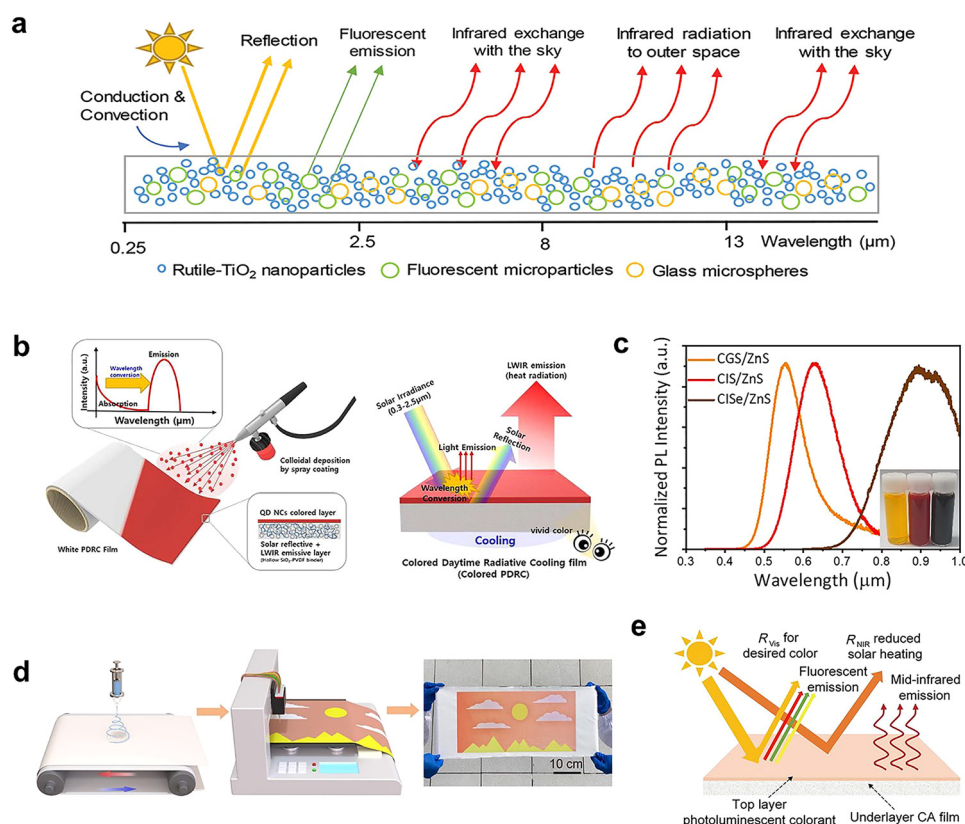 a
Reflection
Fluorescent
emission
Infrared exchange
with the sky
Infrared radiation
to outer space
Infrared exchange
with the sky
Conduction &
Convection
0.25
2.5
8
13
Wavelength (μm)
Rutile-TiO2 nanoparticles
Fluorescent microparticles
Glass microspheres
b
Intensity (a.u.)
Wavelength
conversion
Emission
Absorption
Wavelength (μm)
Colloidal deposition
by spray coating
White PDRC Film
QD NCs colored layer
Solar reflective +
LWIR emissive layer
(Hollow SiO2-PVDF binder)
LWIR emission
(heat radiation)
Solar Irradiance
(0.3-2.5μm)
Light Emission
Solar
Reflection
Wavelength
Conversion
vivid color
Cooling
Colored Daytime Radiative Cooling film
(Colored PDRC)
c
Normalized PL Intensity (a.u.)
CGS/ZnS
CIS/ZnS
CISe/ZnS
0.4
0.5
0.6
0.7
0.8
0.9
1.0
Wavelength (μm)
d
10 cm
e
RVis for
desired color
Fluorescent
emission
RNIR reduced
solar heating
Mid-infrared
emission
Top layer
photoluminescent colorant
Underlayer CA film